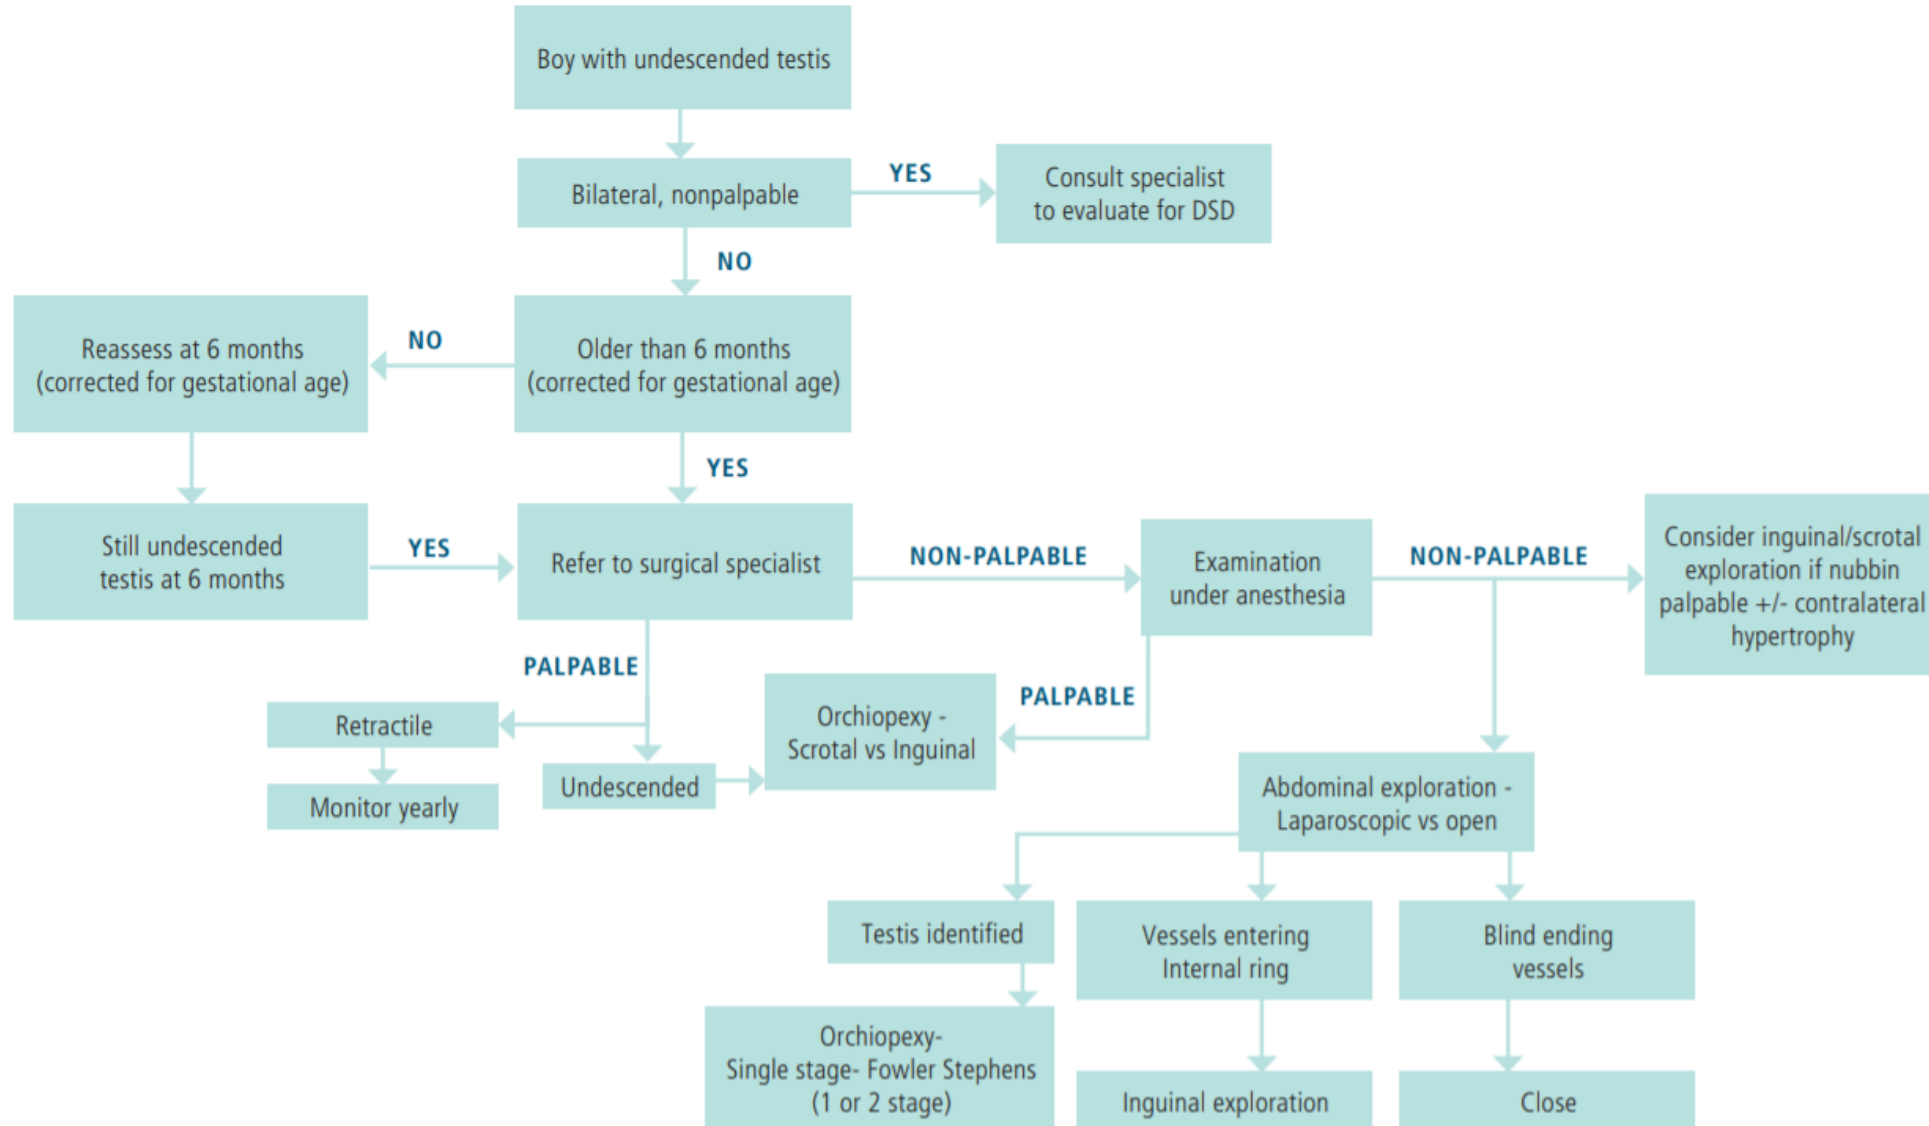 Boy with undescended testis
Bilateral, nonpalpable
YES
Consult specialist
to evaluate for DSD
NO
Older than 6 months
(corrected for gestational age)
NO
Reassess at 6 months
(corrected for gestational age)
YES
Still undescended
testis at 6 months
YES
Refer to surgical specialist
NON-PALPABLE
Examination
under anesthesia
NON-PALPABLE
Consider inguinal/scrotal
exploration if nubbin
palpable +/- contralateral
hypertrophy
PALPABLE
Retractile
Monitor yearly
Undescended
Orchiopexy -
Scrotal vs Inguinal
PALPABLE
Abdominal exploration -
Laparoscopic vs open
Testis identified
Vessels entering
Internal ring
Blind ending
vessels
Orchiopexy-
Single stage- Fowler Stephens
(1 or 2 stage)
Inguinal exploration
Close